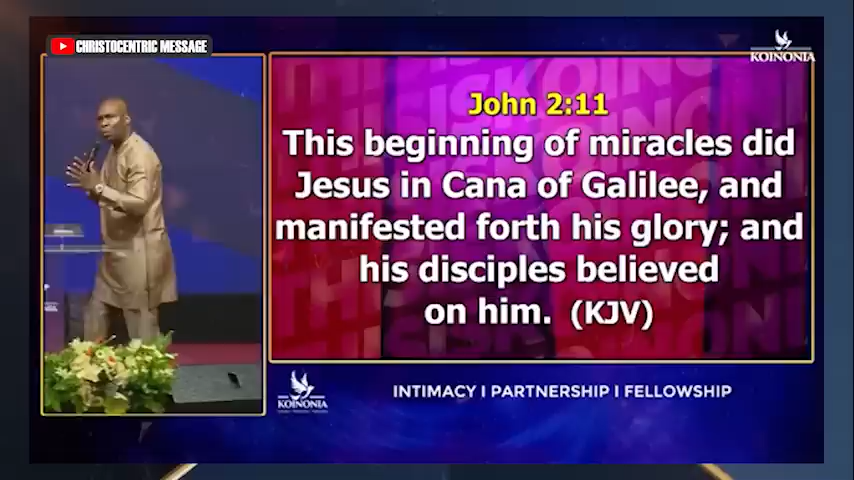 CHRISTOCENTRIC MESSAGE
KOINONIA
John 2:11
This beginning of miracles did
Jesus in Cana of Galilee, and
manifested forth his glory; and
his disciples believed
on him. (KJV)
KOINONIA
INTIMACY I PARTNERSHIP I FELLOWSHIP